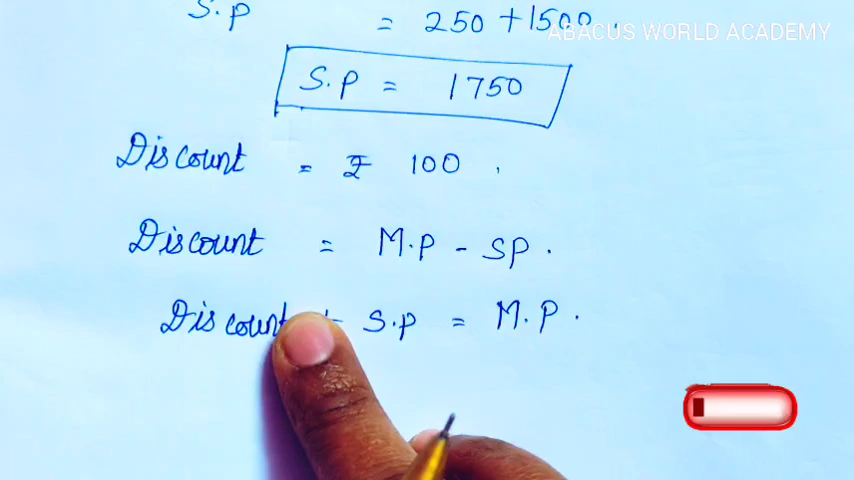 S.P = 250 + 1500.
ABACUS WORLD ACADEMY
S.P = 1750
Discount = ₹ 100.
Discount = M.P - SP.
Discount + S.P = M.P.